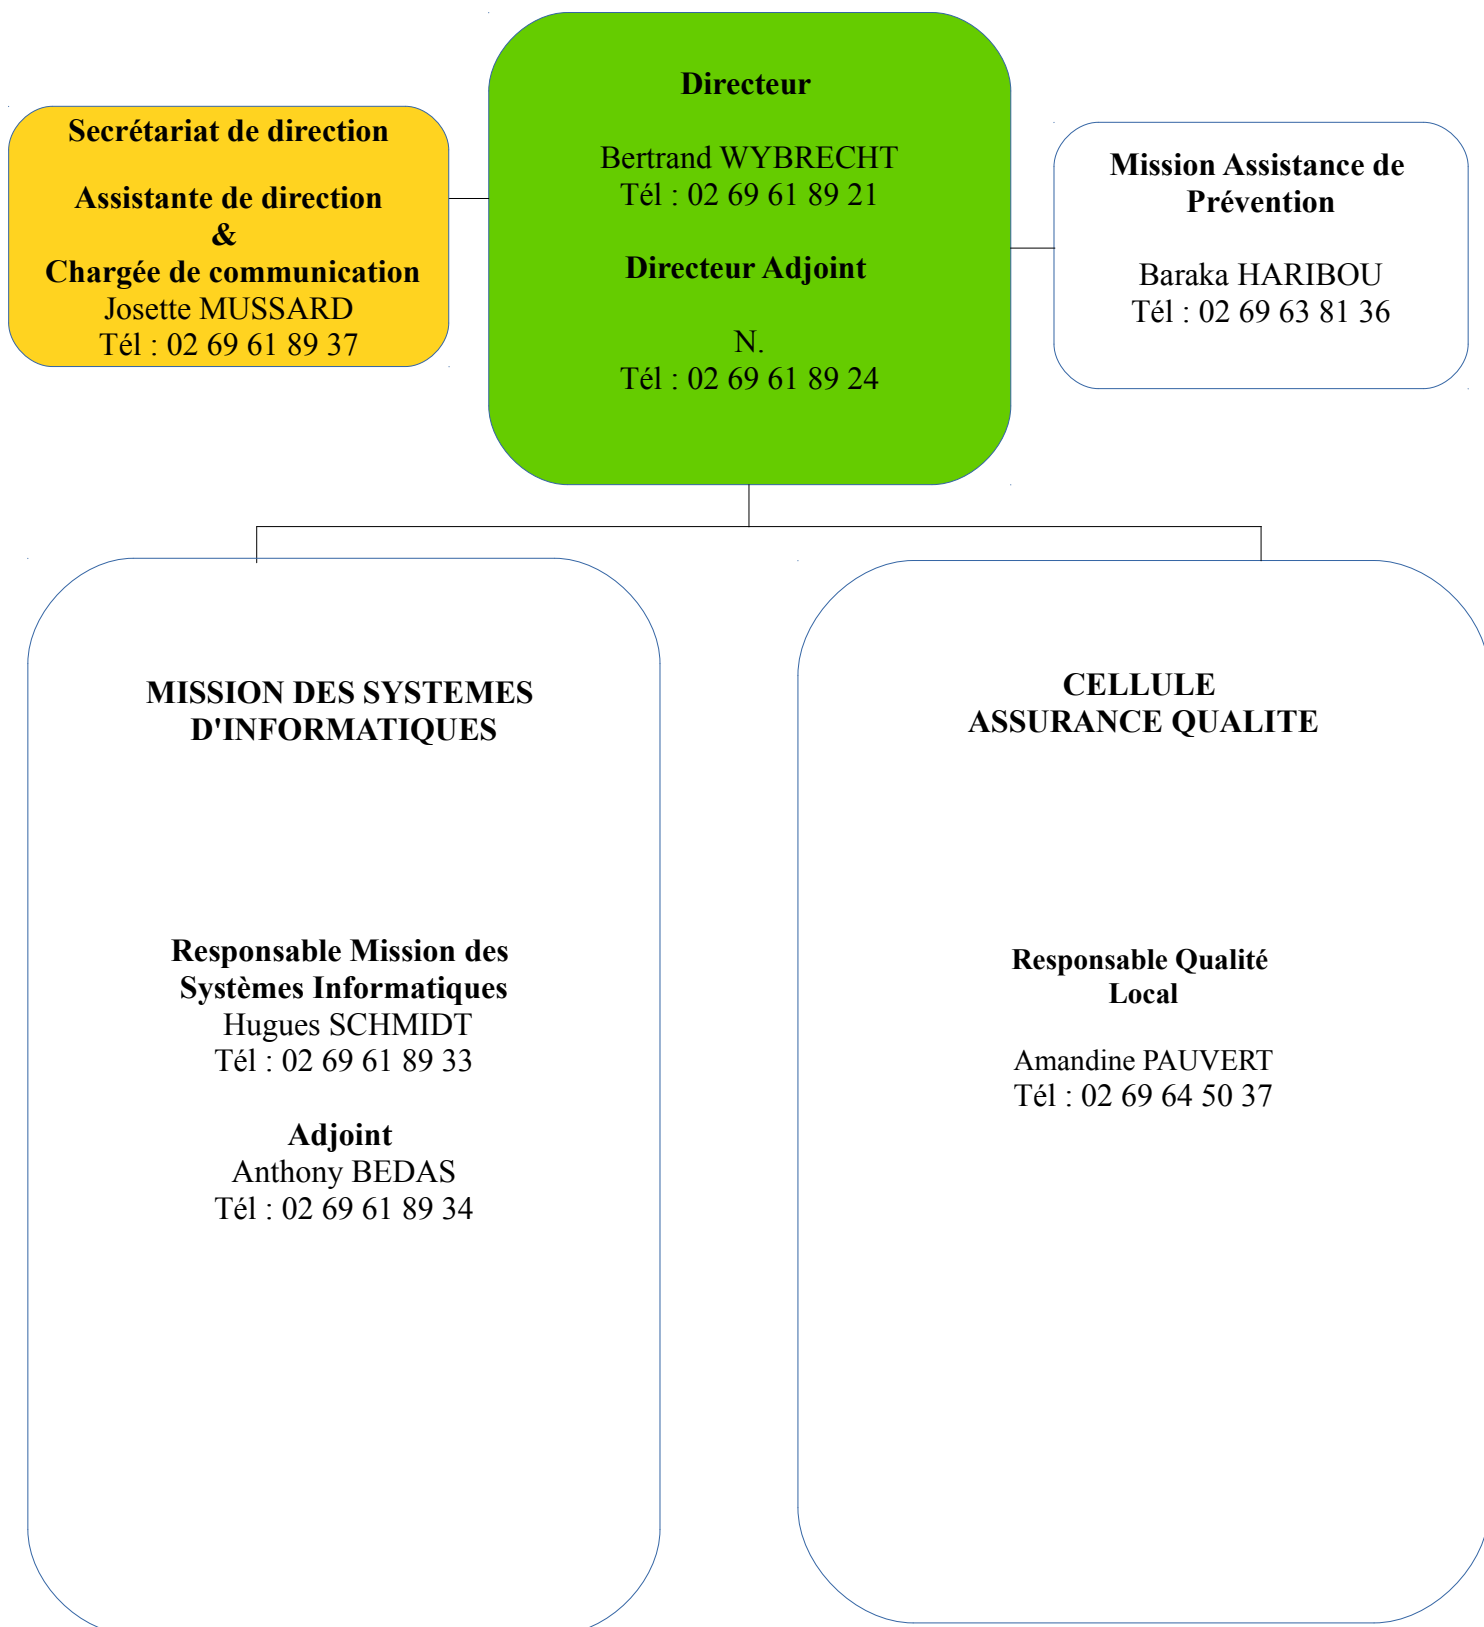 Secrétariat de direction
Assistante de direction
&
Chargée de communication
Josette MUSSARD
Tél : 02 69 61 89 37
Directeur
Bertrand WYBRECHT
Tél : 02 69 61 89 21
Directeur Adjoint
N.
Tél : 02 69 61 89 24
Mission Assistance de
Prévention
Baraka HARIBOU
Tél : 02 69 63 81 36
MISSION DES SYSTEMES
D'INFORMATIQUES
Responsable Mission des
Systèmes Informatiques
Hugues SCHMIDT
Tél : 02 69 61 89 33
Adjoint
Anthony BEDAS
Tél : 02 69 61 89 34
CELLULE
ASSURANCE QUALITE
Responsable Qualité
Local
Amandine PAUVERT
Tél : 02 69 64 50 37